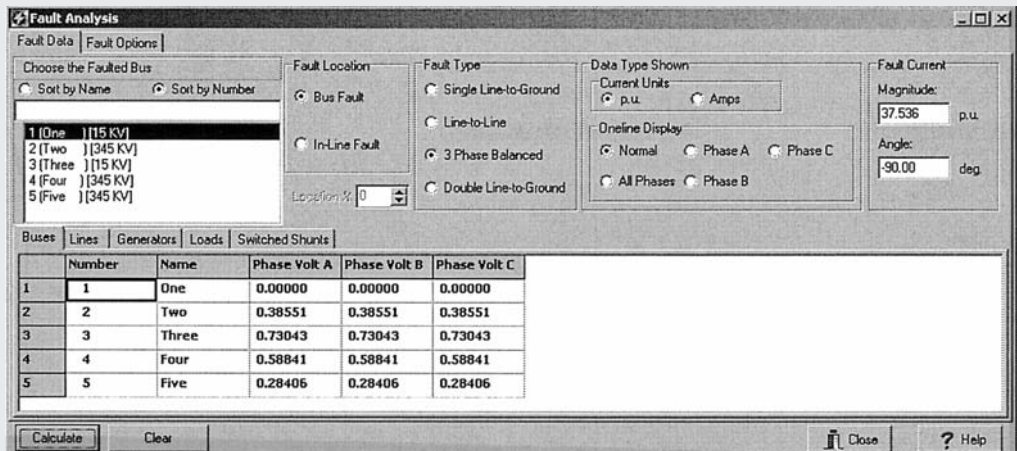 Fault Analysis
Fault Data Fault Options
Choose the Faulted Bus
Sort by Name Sort by Number
1 (One ) [15 KV]
2 (Two ) [345 KV]
3 (Three ) [15 KV]
4 (Four ) [345 KV]
5 (Five ) [345 KV]
Fault Location
Bus Fault
In-Line Fault
Location % 0
Fault Type
Single Line-to-Ground
Line-to-Line
3 Phase Balanced
Double Line-to-Ground
Data Type Shown
Current Units
p.u. Amps
Oneline Display
Normal Phase A Phase C
All Phases Phase B
Fault Current
Magnitude:
37.536 p.u.
Angle:
-90.00 deg.
Buses Lines Generators Loads Switched Shunts
Number Name Phase Volt A Phase Volt B Phase Volt C
1 1 One 0.00000 0.00000 0.00000
2 2 Two 0.38551 0.38551 0.38551
3 3 Three 0.73043 0.73043 0.73043
4 4 Four 0.58841 0.58841 0.58841
5 5 Five 0.28406 0.28406 0.28406
Calculate Clear Close ? Help